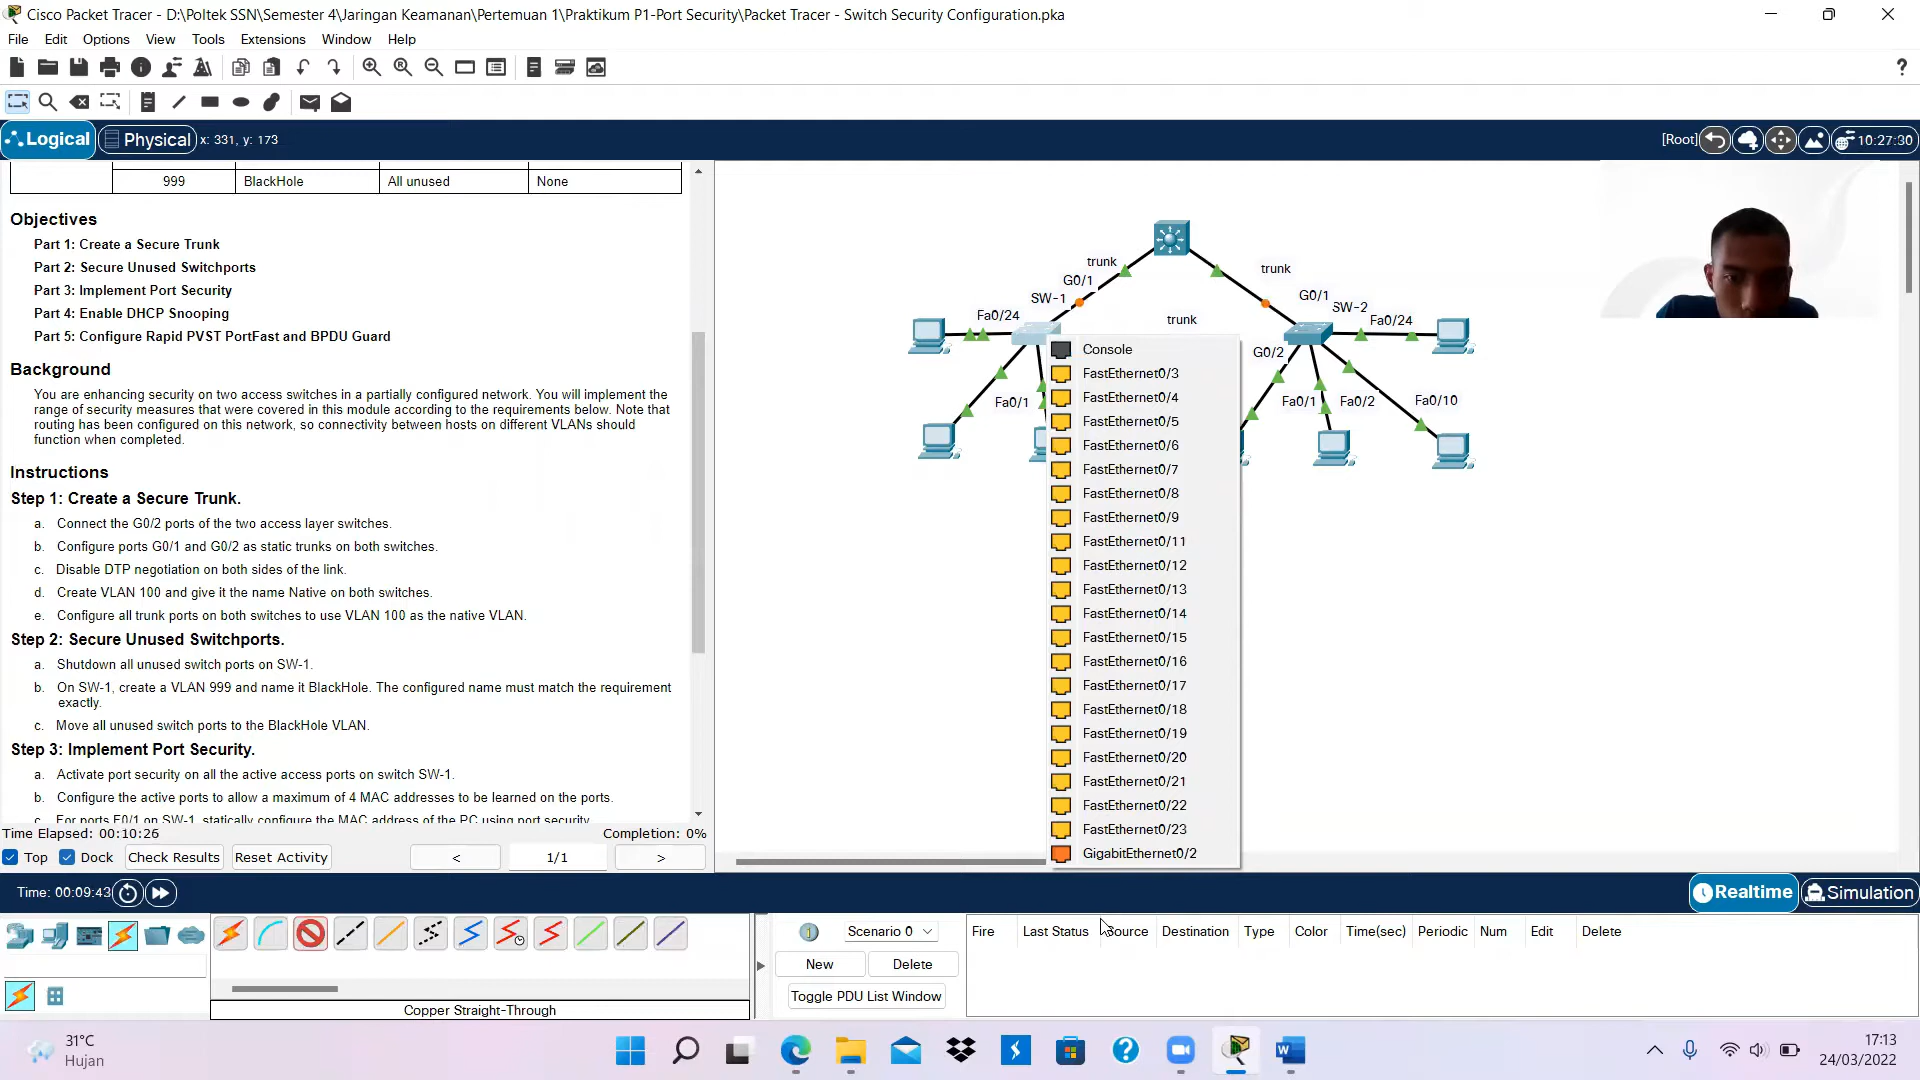 Cisco Packet Tracer - D:\Poltek SSN\Semester 4\Jaringan Keamanan\Pertemuan 1\Praktikum P1-Port Security\Packet Tracer - Switch Security Configuration.pka
File Edit Options View Tools Extensions Window Help
?
Logical Physical x: 331, y: 173 [Root] 10:27:30
999 BlackHole All unused None
Objectives
Part 1: Create a Secure Trunk
Part 2: Secure Unused Switchports
Part 3: Implement Port Security
Part 4: Enable DHCP Snooping
Part 5: Configure Rapid PVST PortFast and BPDU Guard
Background
You are enhancing security on two access switches in a partially configured network. You will implement the
range of security measures that were covered in this module according to the requirements below. Note that
routing has been configured on this network, so connectivity between hosts on different VLANs should
function when completed.
Instructions
Step 1: Create a Secure Trunk.
a. Connect the G0/2 ports of the two access layer switches.
b. Configure ports G0/1 and G0/2 as static trunks on both switches.
c. Disable DTP negotiation on both sides of the link.
d. Create VLAN 100 and give it the name Native on both switches.
e. Configure all trunk ports on both switches to use VLAN 100 as the native VLAN.
Step 2: Secure Unused Switchports.
a. Shutdown all unused switch ports on SW-1.
b. On SW-1, create a VLAN 999 and name it BlackHole. The configured name must match the requirement
exactly.
c. Move all unused switch ports to the BlackHole VLAN.
Step 3: Implement Port Security.
a. Activate port security on all the active access ports on switch SW-1.
b. Configure the active ports to allow a maximum of 4 MAC addresses to be learned on the ports.
c. For ports F0/1 on SW-1, statically configure the MAC address of the PC using port security.
Time Elapsed: 00:10:26 Completion: 0%
Top Dock Check Results Reset Activity < 1/1 >
trunk
G0/1
SW-1
Fa0/24
trunk
trunk
G0/1
SW-2
Fa0/24
G0/2
Fa0/1
Fa0/1
Fa0/2
Fa0/10
Console
FastEthernet0/3
FastEthernet0/4
FastEthernet0/5
FastEthernet0/6
FastEthernet0/7
FastEthernet0/8
FastEthernet0/9
FastEthernet0/11
FastEthernet0/12
FastEthernet0/13
FastEthernet0/14
FastEthernet0/15
FastEthernet0/16
FastEthernet0/17
FastEthernet0/18
FastEthernet0/19
FastEthernet0/20
FastEthernet0/21
FastEthernet0/22
FastEthernet0/23
GigabitEthernet0/2
Time: 00:09:43 Realtime Simulation
Scenario 0
New Delete
Toggle PDU List Window
Fire Last Status Source Destination Type Color Time(sec) Periodic Num Edit Delete
Copper Straight-Through
31°C
Hujan
17:13
24/03/2022